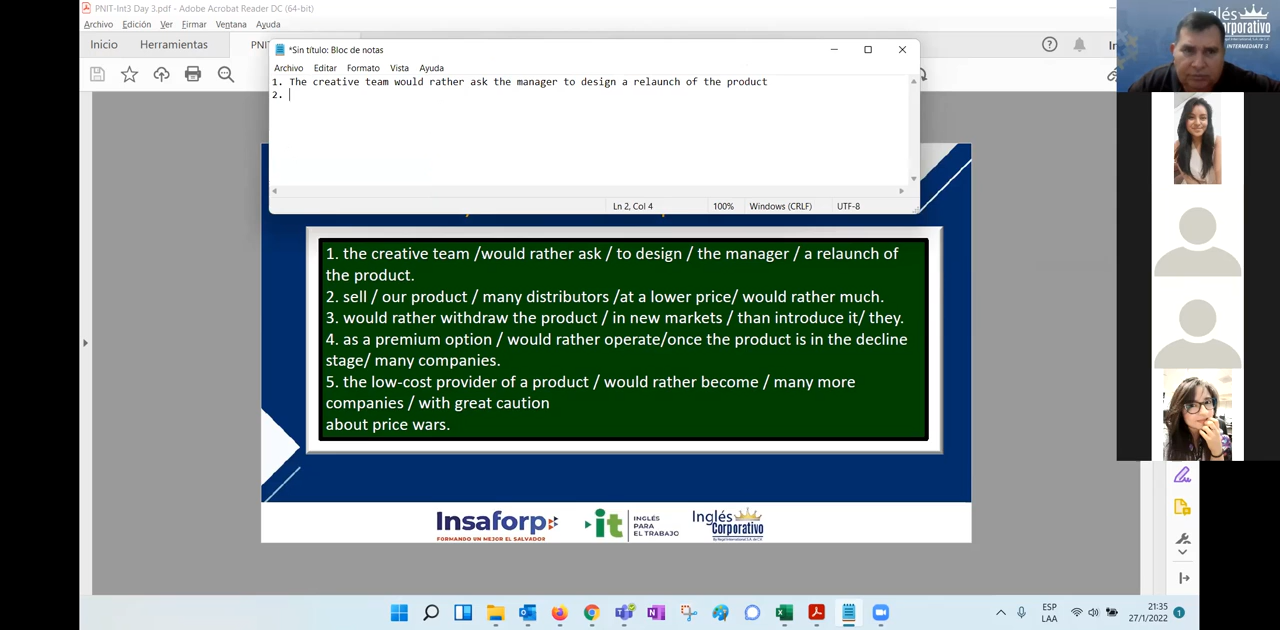 PNIT-Int3 Day 3.pdf - Adobe Acrobat Reader DC (64-bit)
Archivo Edición Ver Firmar Ventana Ayuda
Inicio Herramientas
*Sin título: Bloc de notas
Archivo Editar Formato Vista Ayuda
1. The creative team would rather ask the manager to design a relaunch of the product
2.
Ln 2, Col 4 100% Windows (CRLF) UTF-8
1. the creative team /would rather ask / to design / the manager / a relaunch of
the product.
2. sell / our product / many distributors /at a lower price/ would rather much.
3. would rather withdraw the product / in new markets / than introduce it/ they.
4. as a premium option / would rather operate/once the product is in the decline
stage/ many companies.
5. the low-cost provider of a product / would rather become / many more
companies / with great caution
about price wars.
Insaforp
FORMANDO UN MEJOR EL SALVADOR
it
INGLÉS
PARA
EL TRABAJO
Inglés
Corporativo
Inglés
Corporativo
INTERMEDIATE 3
ESP
LAA
21:35
27/1/2022
1